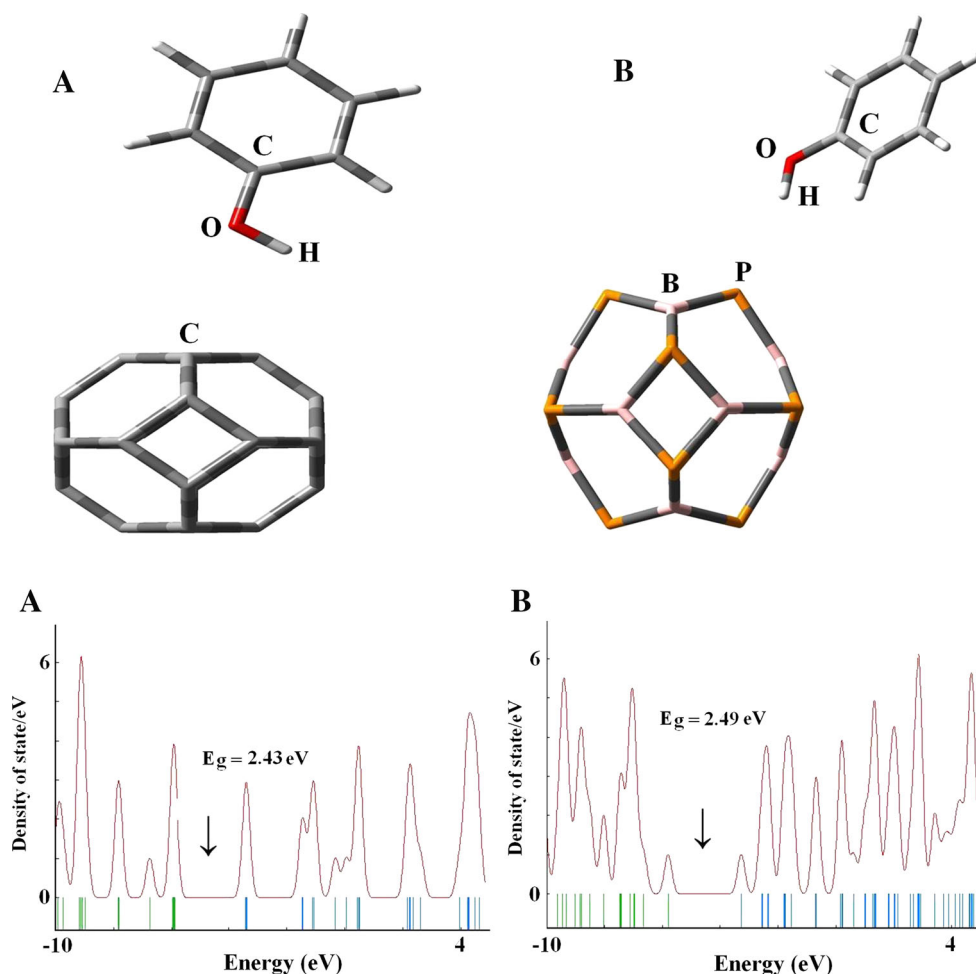 A
C
O
H
B
C
O
H
C
B
P
A
Density of state/eV
6
0
Eg = 2.43 eV
-10
4
Energy (eV)
B
Density of state/eV
6
0
Eg = 2.49 eV
-10
4
Energy (eV)